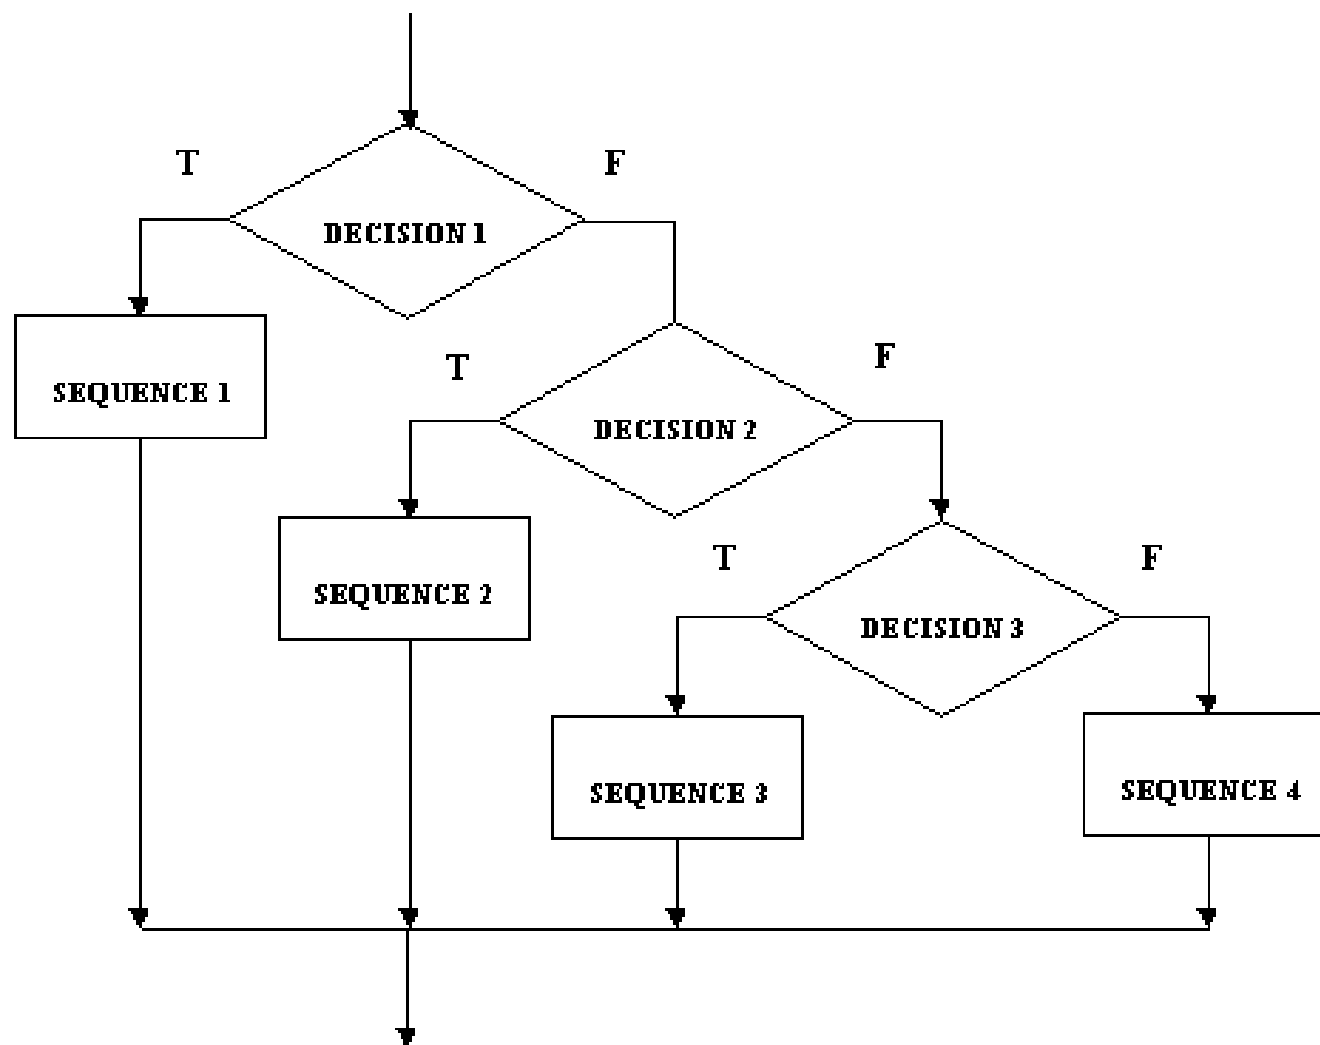 T
F
DECISION 1
T
F
SEQUENCE 1
DECISION 2
T
F
SEQUENCE 2
DECISION 3
SEQUENCE 3
SEQUENCE 4